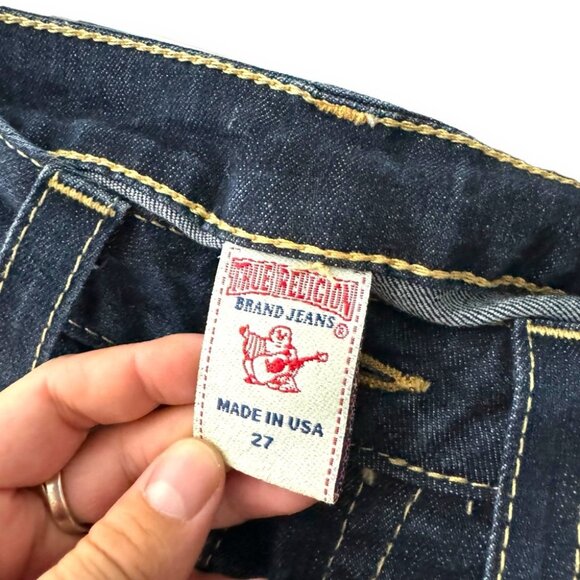 TRUE RELIGION
BRAND JEANS®
MADE IN USA
27